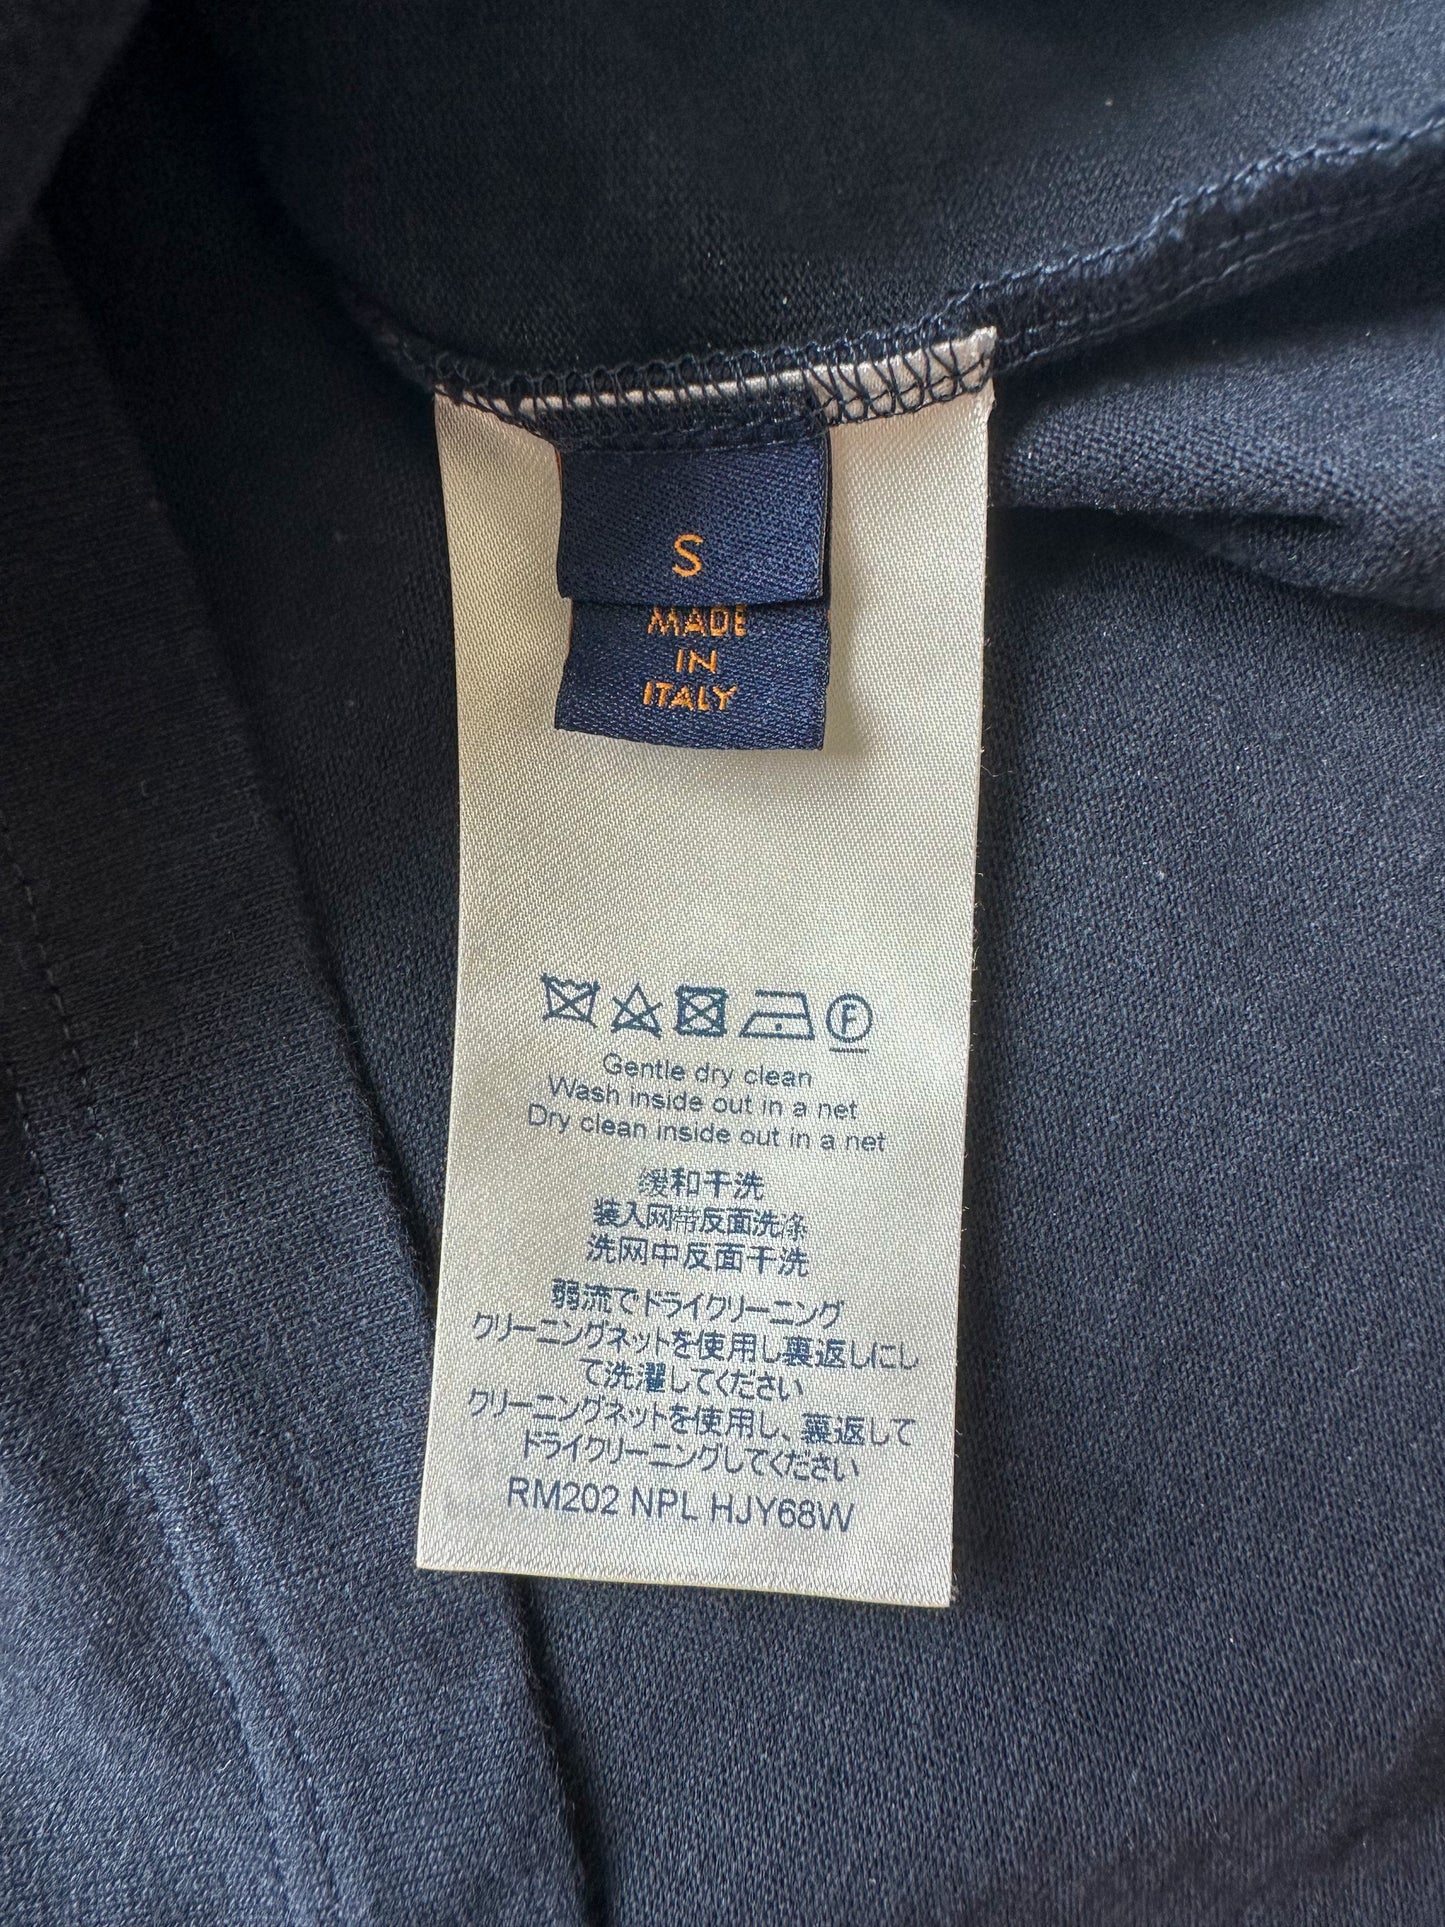 S
MADE
IN
ITALY
F
Gentle dry clean
Wash inside out in a net
Dry clean inside out in a net
缓和干洗
装入网带反面洗涤
洗网中反面干洗
弱流でドライクリーニング
クリーニングネットを使用し裏返しにし
て洗濯してください
クリーニングネットを使用し、裏返して
ドライクリーニングしてください
RM202 NPL HJY68W